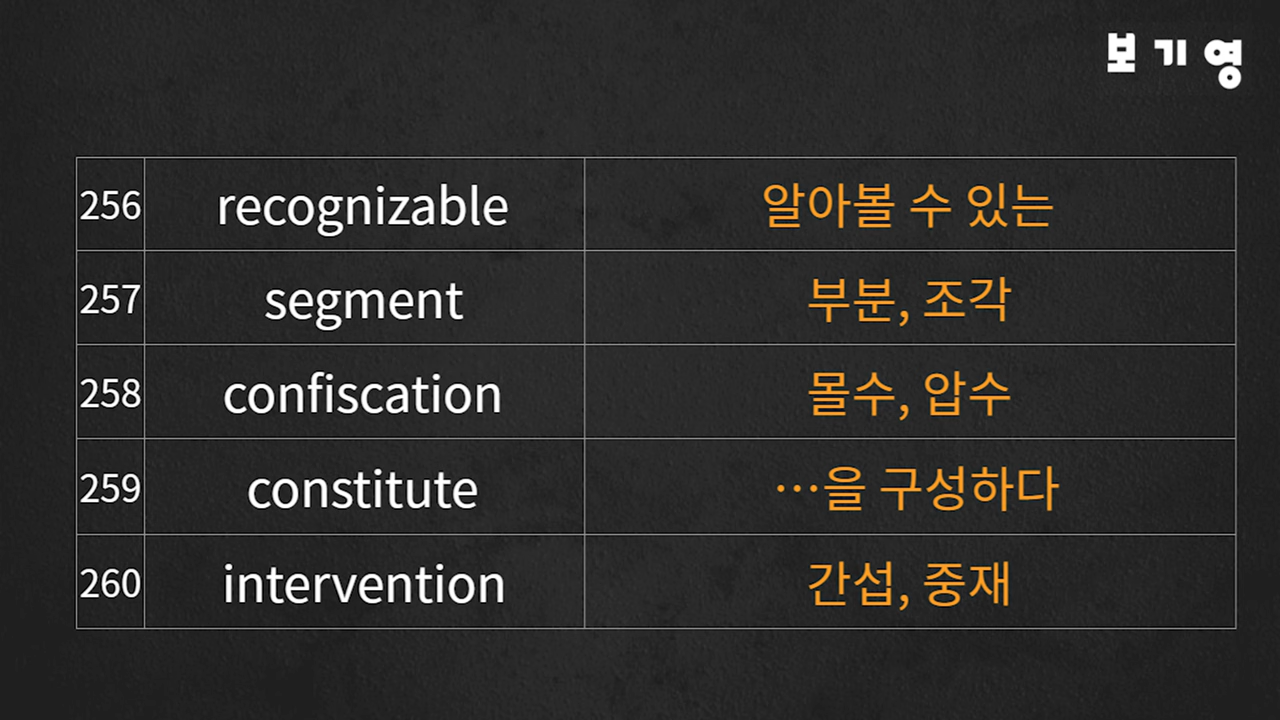 보기영
256 recognizable 알아볼 수 있는
257 segment 부분, 조각
258 confiscation 몰수, 압수
259 constitute …을 구성하다
260 intervention 간섭, 중재